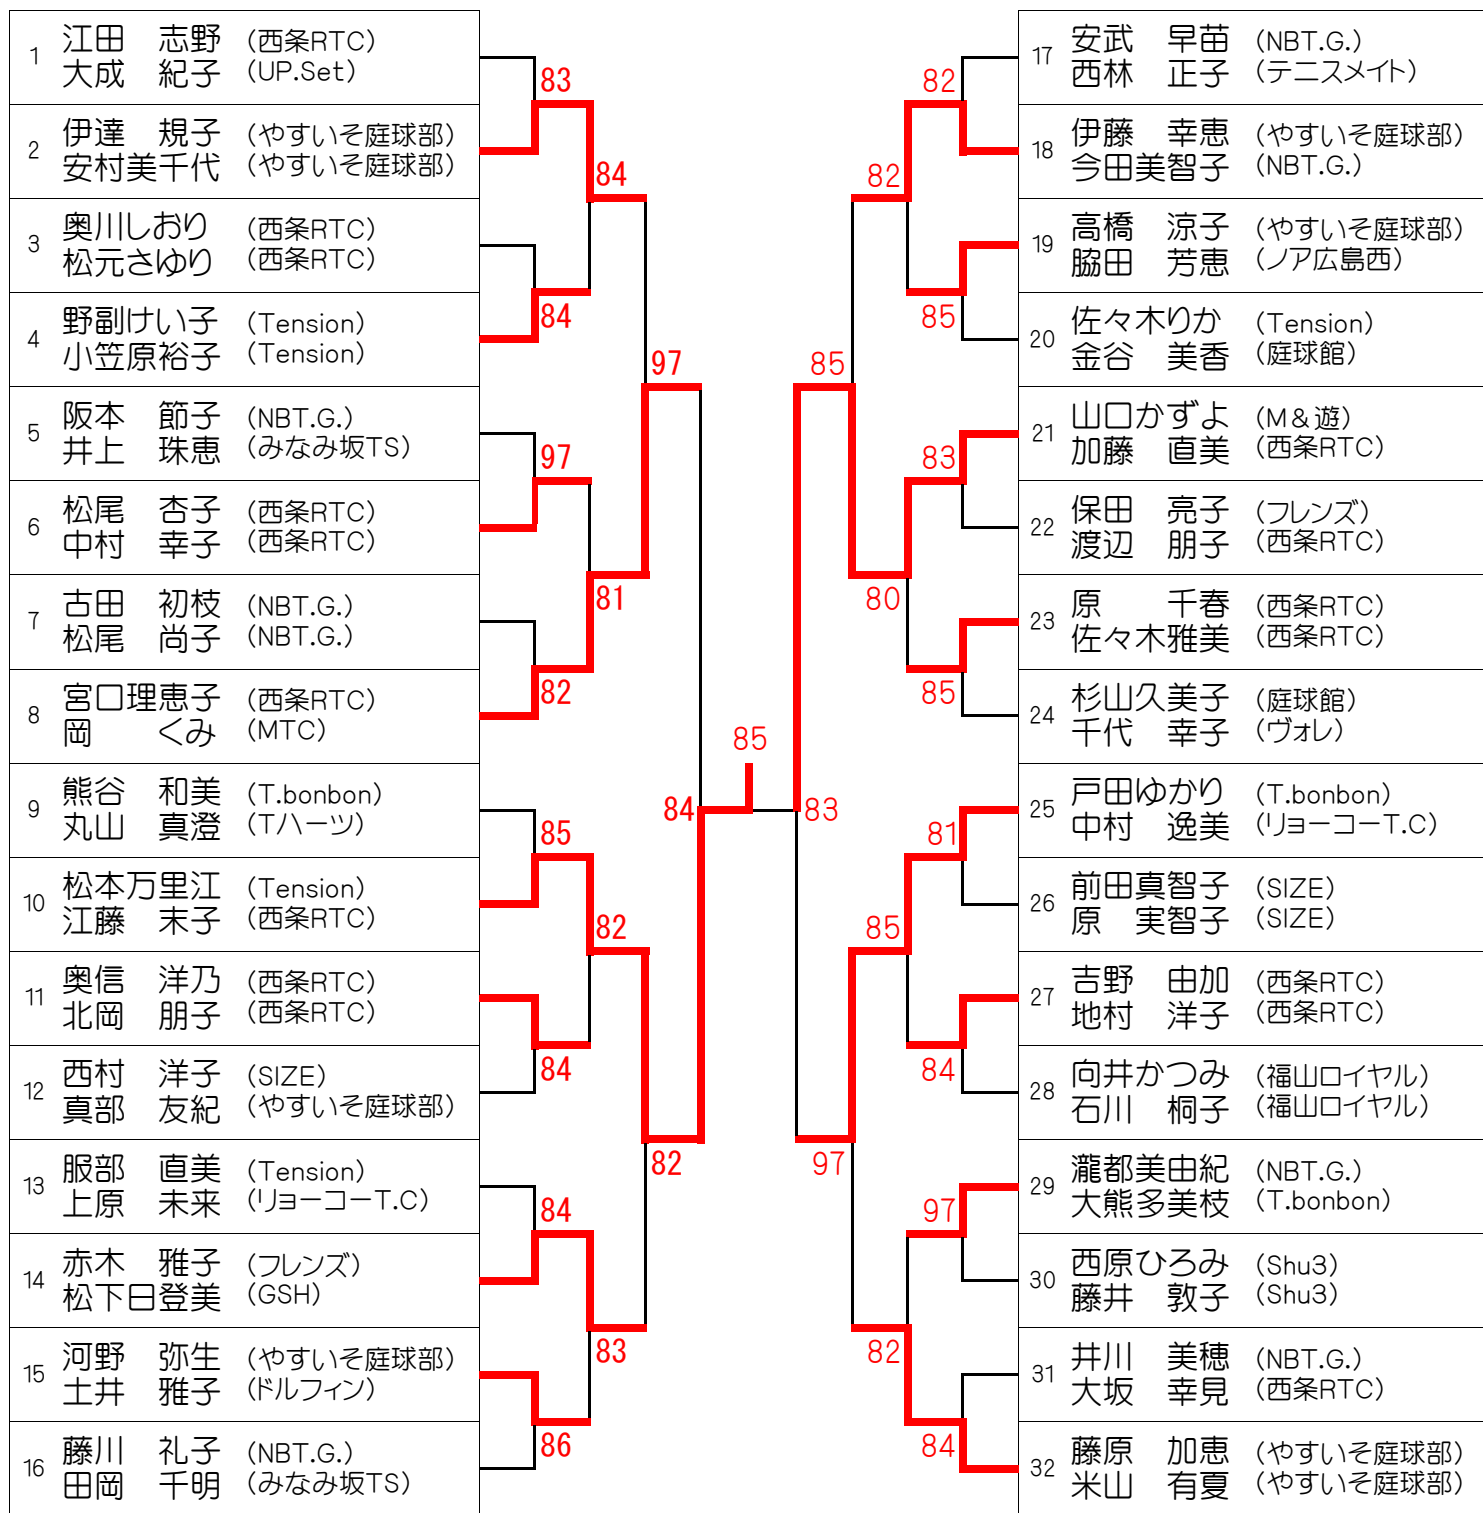 1 江田 志野 (西条RTC)
大成 紀子 (UP.Set)
2 伊達 規子 (やすいそ庭球部)
安村美千代 (やすいそ庭球部)
3 奥川しおり (西条RTC)
松元さゆり (西条RTC)
4 野副けい子 (Tension)
小笠原裕子 (Tension)
5 阪本 節子 (NBT.G.)
井上 珠恵 (みなみ坂TS)
6 松尾 杏子 (西条RTC)
中村 幸子 (西条RTC)
7 古田 初枝 (NBT.G.)
松尾 尚子 (NBT.G.)
8 宮口理恵子 (西条RTC)
岡 くみ (MTC)
9 熊谷 和美 (T.bonbon)
丸山 真澄 (Tハーツ)
10 松本万里江 (Tension)
江藤 末子 (西条RTC)
11 奥信 洋乃 (西条RTC)
北岡 朋子 (西条RTC)
12 西村 洋子 (SIZE)
真部 友紀 (やすいそ庭球部)
13 服部 直美 (Tension)
上原 未来 (リョーコーT.C)
14 赤木 雅子 (フレンズ)
松下日登美 (GSH)
15 河野 弥生 (やすいそ庭球部)
土井 雅子 (ドルフィン)
16 藤川 礼子 (NBT.G.)
田岡 千明 (みなみ坂TS)
83
84
97
82
85
84
84
86
84
81
82
83
97
82
84
85
83
85
97
82
80
85
82
82
85
83
85
81
84
97
84
17 安武 早苗 (NBT.G.)
西林 正子 (テニスメイト)
18 伊藤 幸恵 (やすいそ庭球部)
今田美智子 (NBT.G.)
19 高橋 涼子 (やすいそ庭球部)
脇田 芳恵 (ノア広島西)
20 佐々木りか (Tension)
金谷 美香 (庭球館)
21 山口かずよ (M&遊)
加藤 直美 (西条RTC)
22 保田 亮子 (フレンズ)
渡辺 朋子 (西条RTC)
23 原 千春 (西条RTC)
佐々木雅美 (西条RTC)
24 杉山久美子 (庭球館)
千代 幸子 (ヴォレ)
25 戸田ゆかり (T.bonbon)
中村 逸美 (リョーコーT.C)
26 前田真智子 (SIZE)
原 実智子 (SIZE)
27 吉野 由加 (西条RTC)
地村 洋子 (西条RTC)
28 向井かつみ (福山ロイヤル)
石川 桐子 (福山ロイヤル)
29 瀧都美由紀 (NBT.G.)
大熊多美枝 (T.bonbon)
30 西原ひろみ (Shu3)
藤井 敦子 (Shu3)
31 井川 美穂 (NBT.G.)
大坂 幸見 (西条RTC)
32 藤原 加恵 (やすいそ庭球部)
米山 有夏 (やすいそ庭球部)